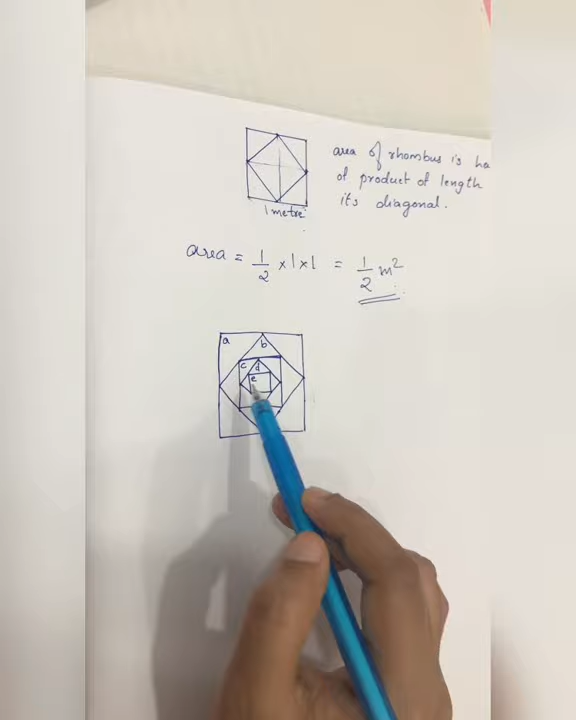 area of rhombus is ha
of product of length
its diagonal.
1 metre
area = 1/2 × 1 × 1 = 1/2 m²
a
b
c
d
e